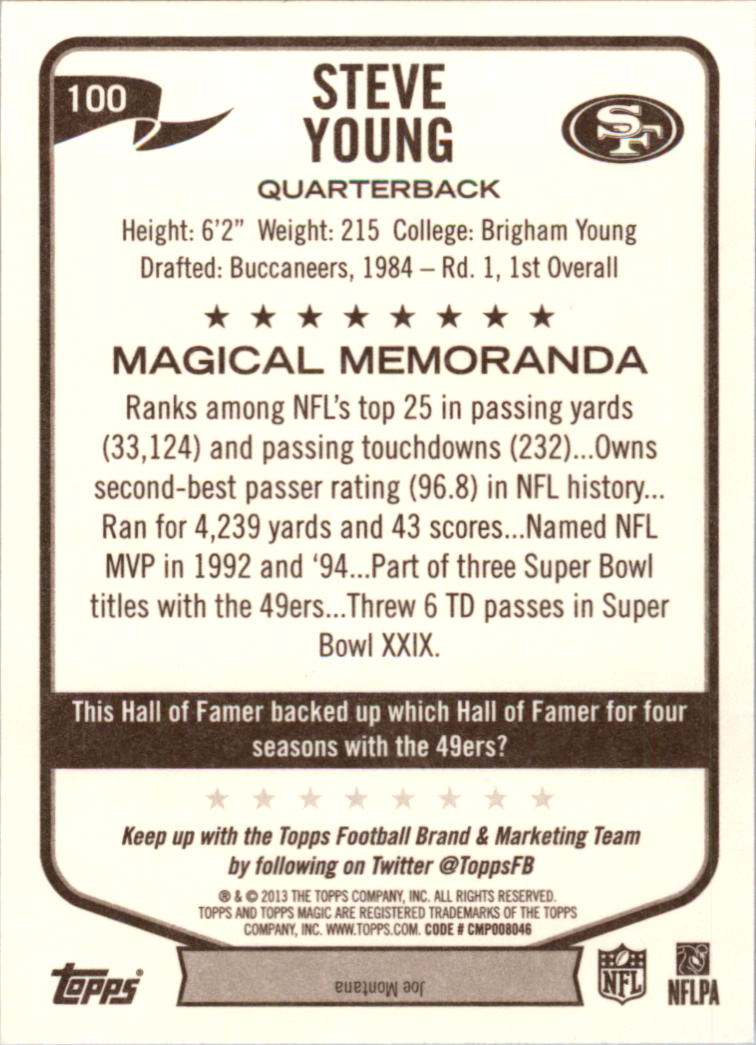 100
STEVE
YOUNG
SF
QUARTERBACK
Height: 6'2" Weight: 215 College: Brigham Young
Drafted: Buccaneers, 1984 – Rd. 1, 1st Overall
MAGICAL MEMORANDA
Ranks among NFL's top 25 in passing yards
(33,124) and passing touchdowns (232)...Owns
second-best passer rating (96.8) in NFL history...
Ran for 4,239 yards and 43 scores...Named NFL
MVP in 1992 and '94...Part of three Super Bowl
titles with the 49ers...Threw 6 TD passes in Super
Bowl XXIX.
This Hall of Famer backed up which Hall of Famer for four
seasons with the 49ers?
Keep up with the Topps Football Brand & Marketing Team
by following on Twitter @ToppsFB
® & © 2013 THE TOPPS COMPANY, INC. ALL RIGHTS RESERVED.
TOPPS AND TOPPS MAGIC ARE REGISTERED TRADEMARKS OF THE TOPPS
COMPANY, INC. WWW.TOPPS.COM. CODE # CMP008046
Topps®
Joe Montana
NFL
NFLPA